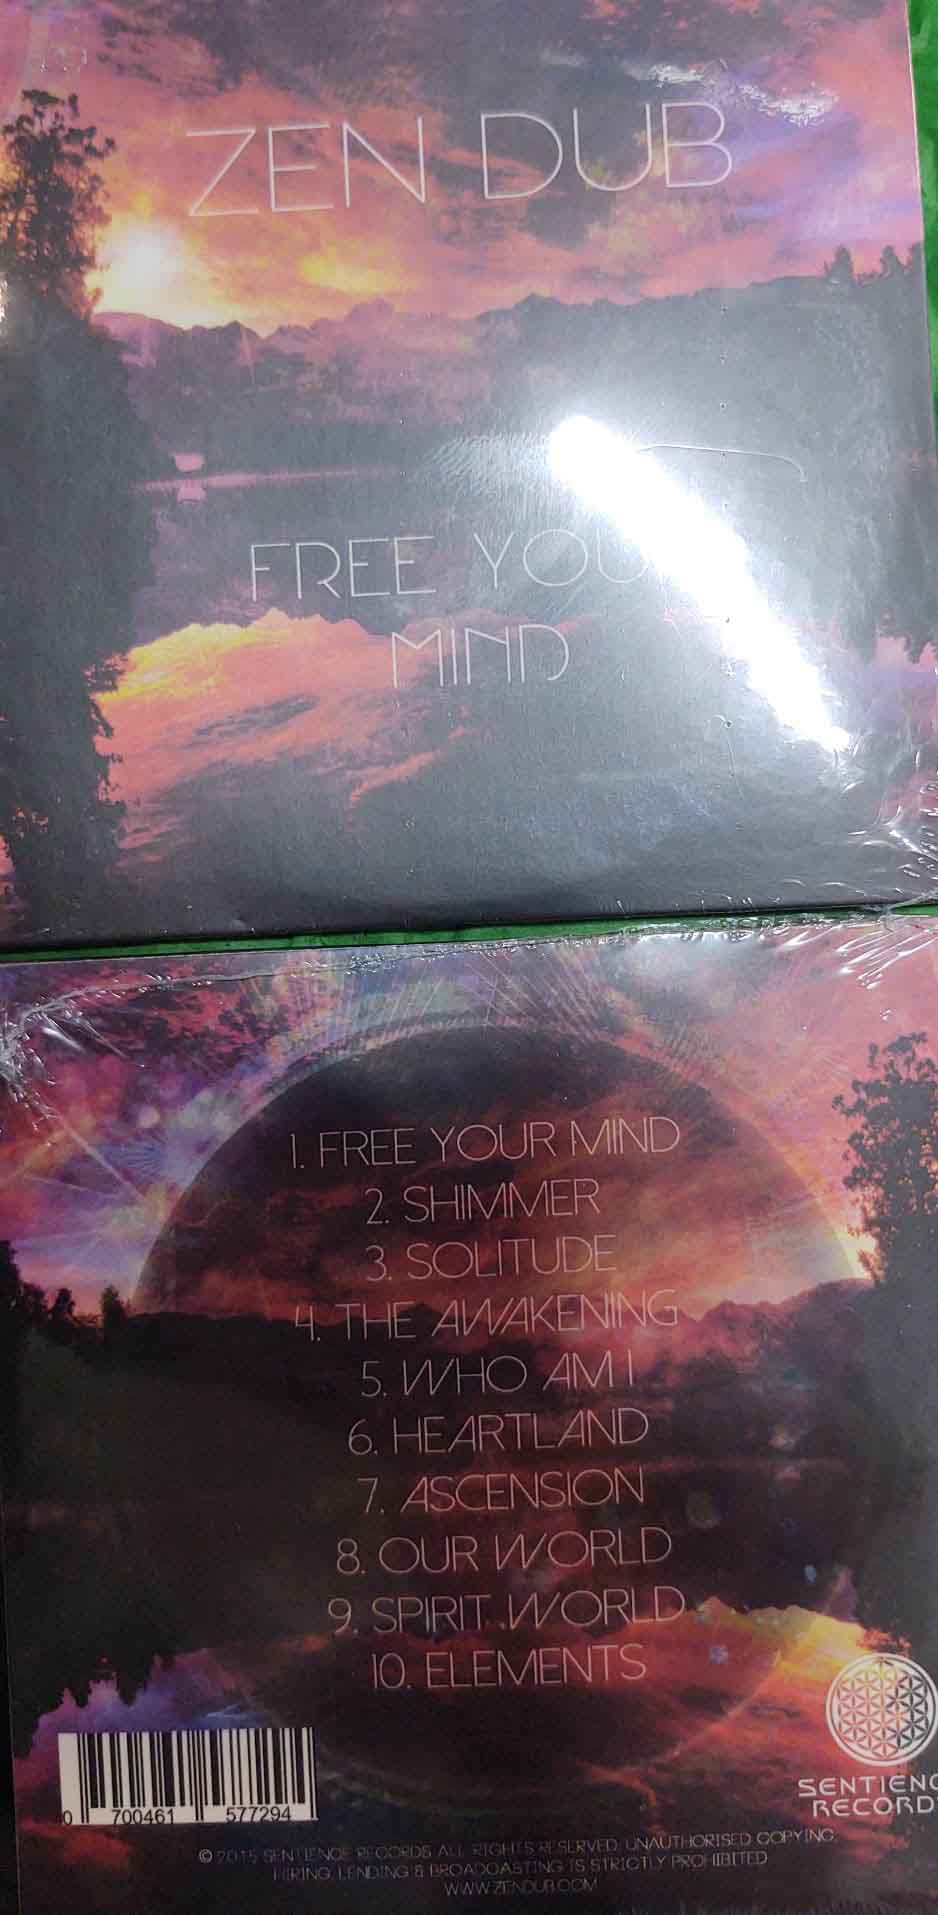 ZEN DUB
FREE YOU
MIND
1. FREE YOUR MIND
2. SHIMMER
3. SOLITUDE
4. THE AWAKENING
5. WHO AM I
6. HEARTLAND
7. ASCENSION
8. OUR WORLD
9. SPIRIT WORLD
10. ELEMENTS
SENTIENC
RECORD
0 700461 577294
© 2015 SENTIENCE RECORDS ALL RIGHTS RESERVED. UNAUTHORISED COPYING,
HIRING, LENDING & BROADCASTING IS STRICTLY PROHIBITED
WWW.ZENDUB.COM